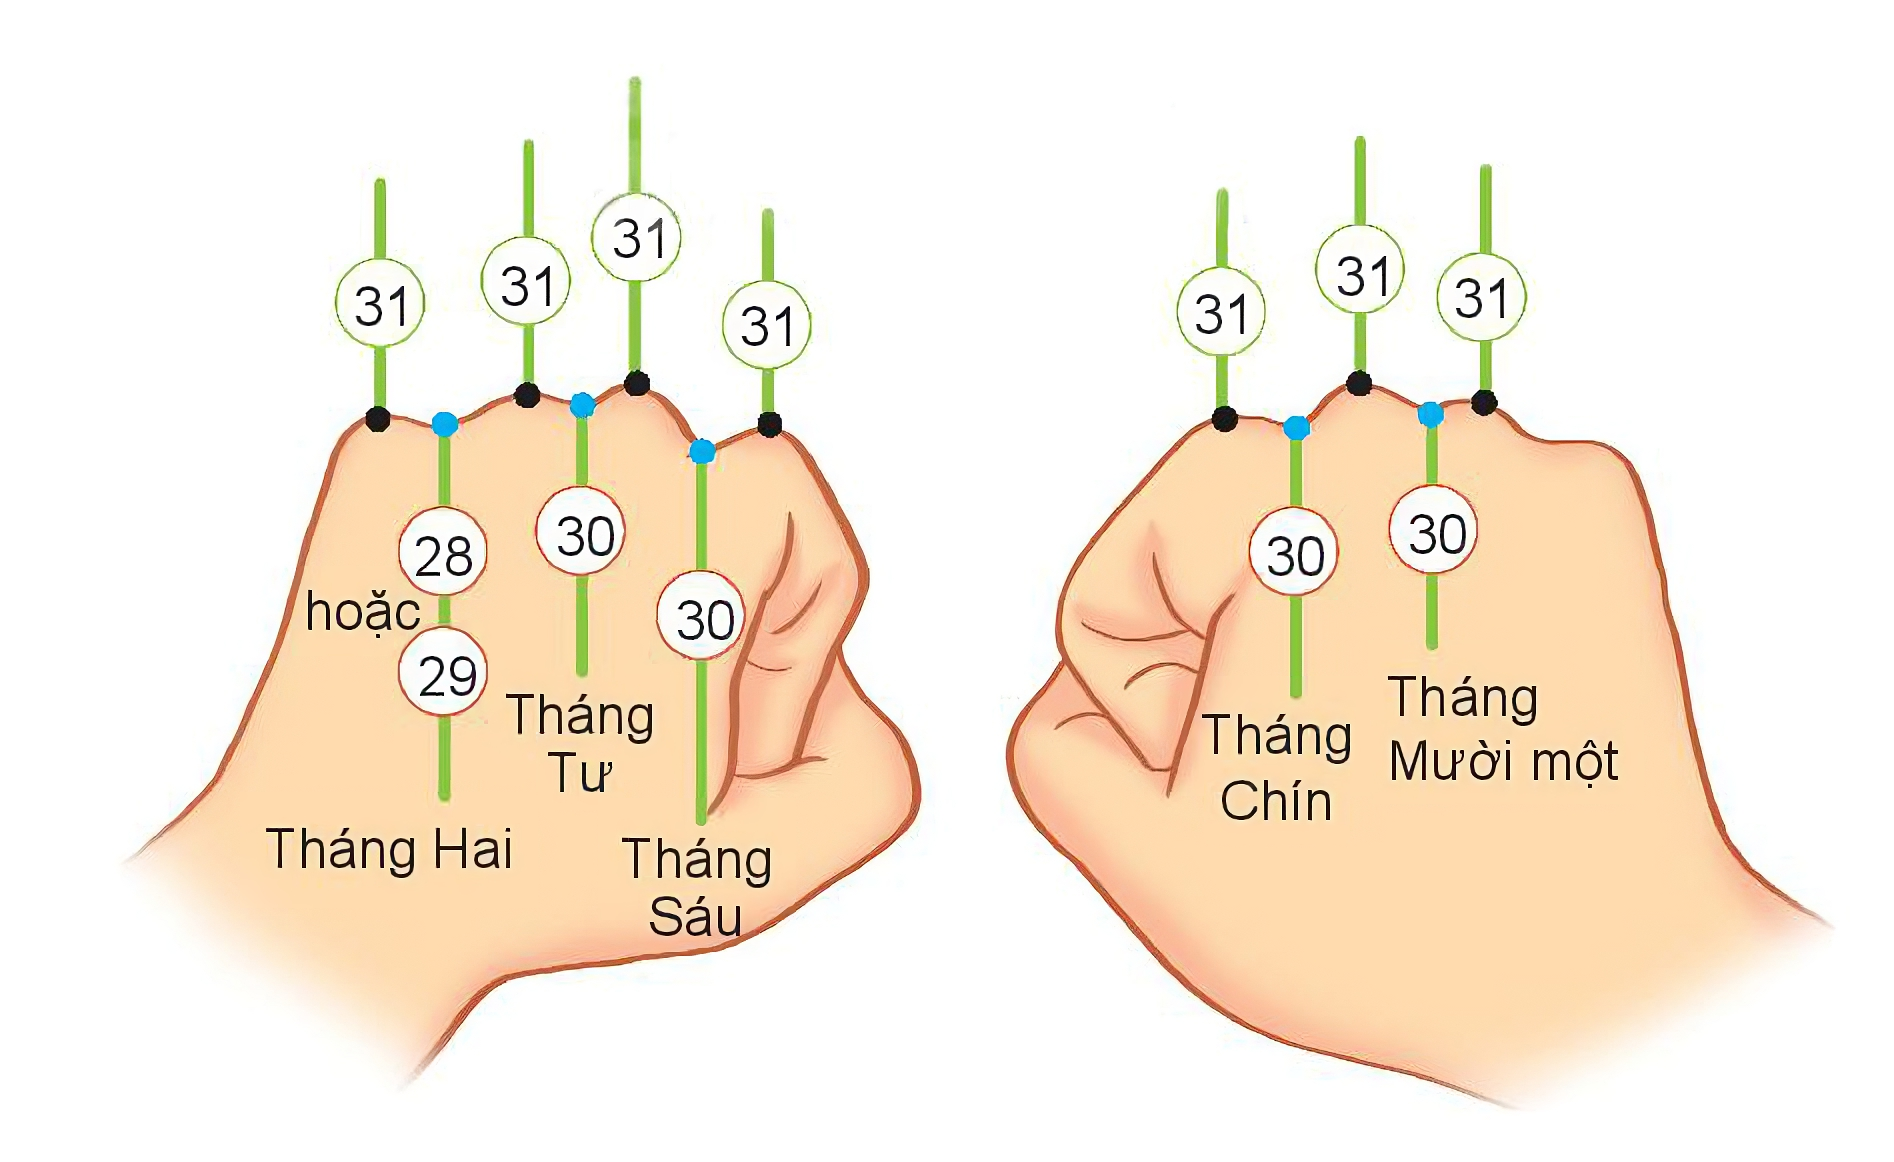 31
31
31
31
28
hoặc
29
30
30
Tháng Hai
Tháng
Tư
Tháng
Sáu
31
31
31
30
30
Tháng
Chín
Tháng
Mười một